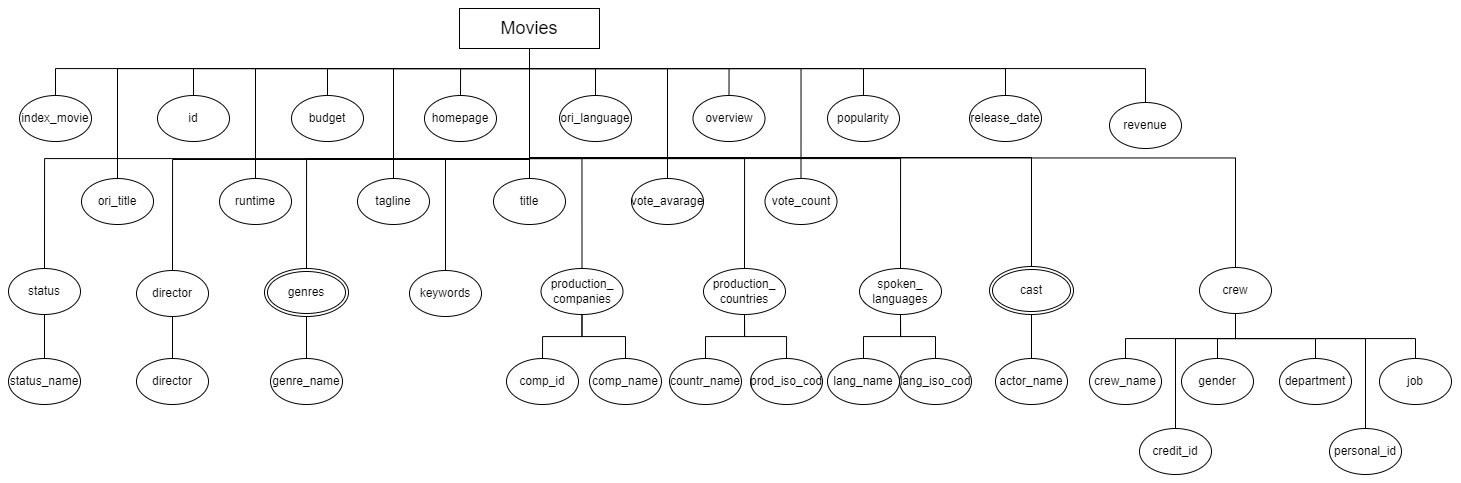 Movies
index_movie
id
budget
homepage
ori_language
overview
popularity
release_date
revenue
ori_title
runtime
tagline
title
vote_avarage
vote_count
status
director
genres
keywords
production_
companies
production_
countries
spoken_
languages
cast
crew
status_name
director
genre_name
comp_id
comp_name
countr_name
prod_iso_cod
lang_name
lang_iso_cod
actor_name
crew_name
gender
department
job
credit_id
personal_id